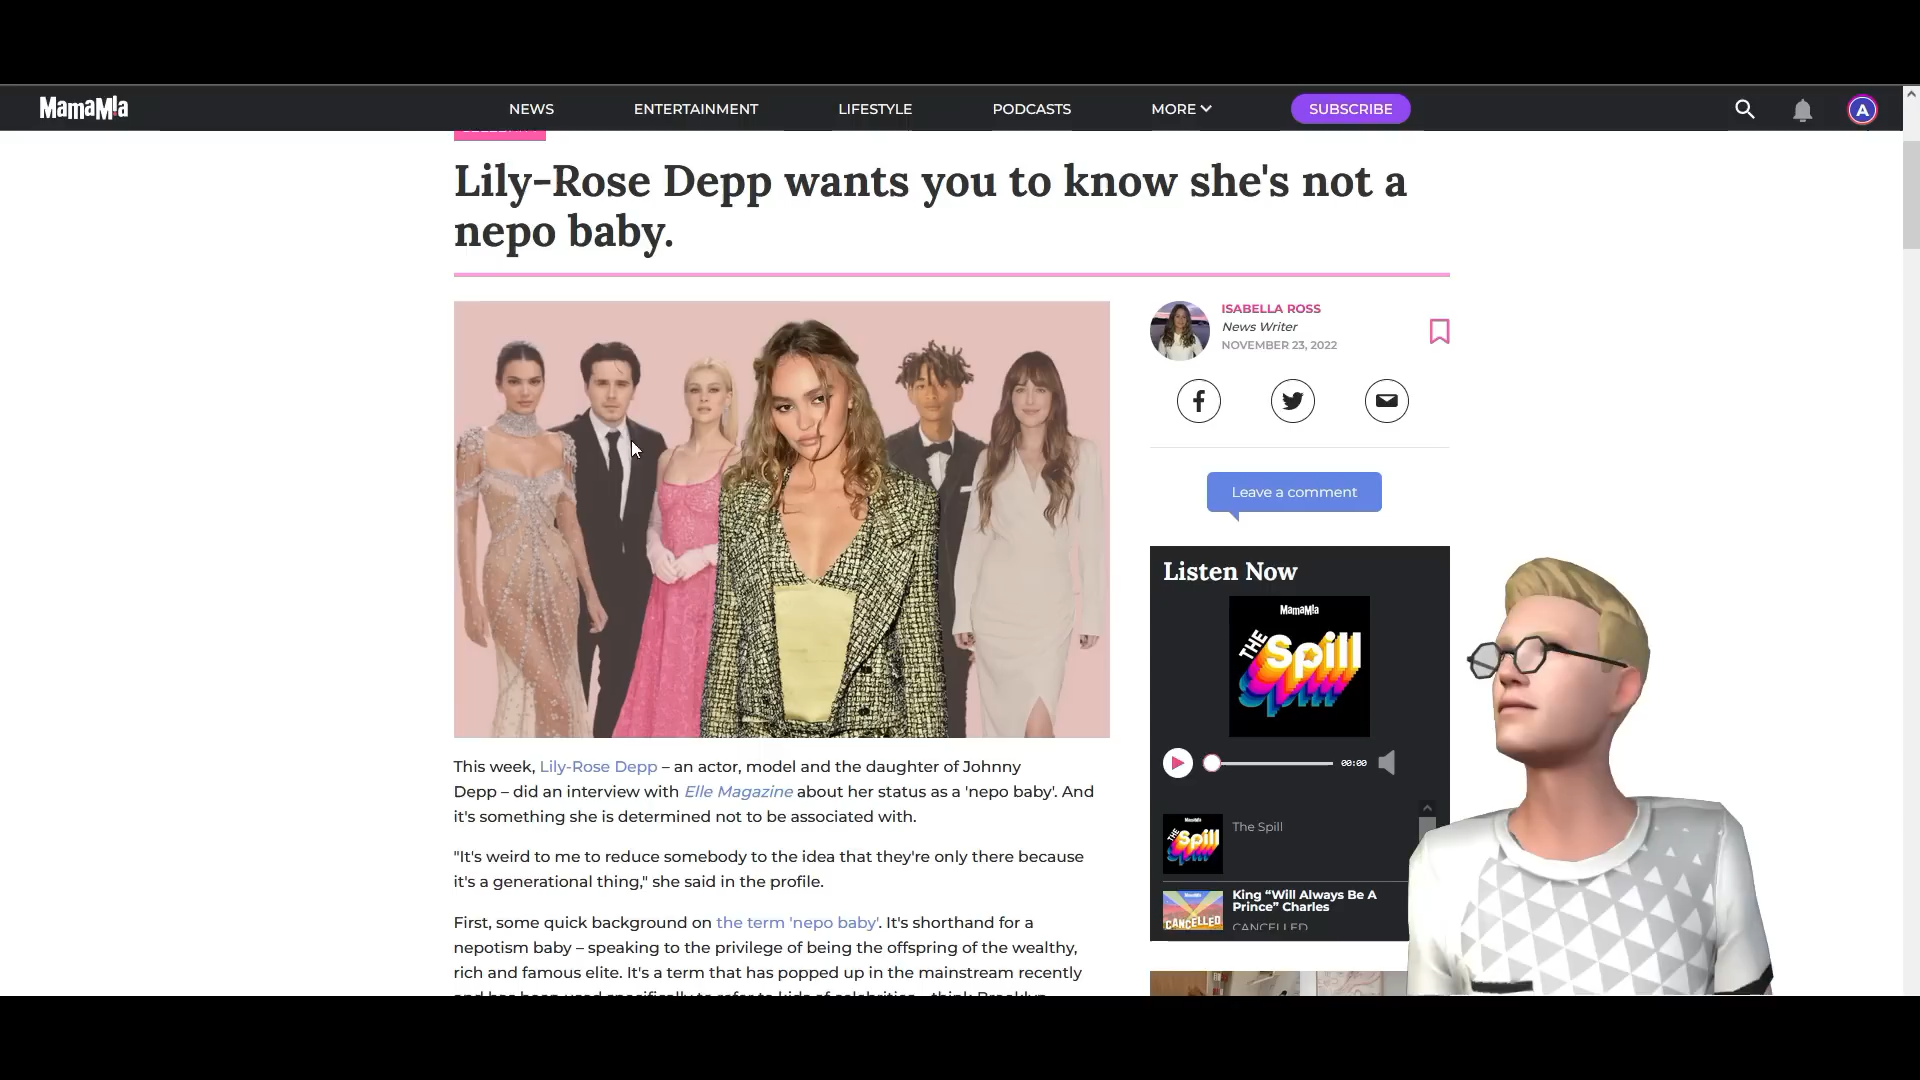 MamaMia
NEWS
ENTERTAINMENT
LIFESTYLE
PODCASTS
MORE
SUBSCRIBE
A
Lily-Rose Depp wants you to know she's not a
nepo baby.
ISABELLA ROSS
News Writer
NOVEMBER 23, 2022
Leave a comment
Listen Now
MamaMia
THE
Spill
00:00
THE
Spill
The Spill
CANCELLED
King “Will Always Be A
Prince” Charles
CANCELLED
This week, Lily-Rose Depp – an actor, model and the daughter of Johnny
Depp – did an interview with Elle Magazine about her status as a 'nepo baby'. And
it's something she is determined not to be associated with.
"It's weird to me to reduce somebody to the idea that they're only there because
it's a generational thing," she said in the profile.
First, some quick background on the term 'nepo baby'. It's shorthand for a
nepotism baby – speaking to the privilege of being the offspring of the wealthy,
rich and famous elite. It's a term that has popped up in the mainstream recently